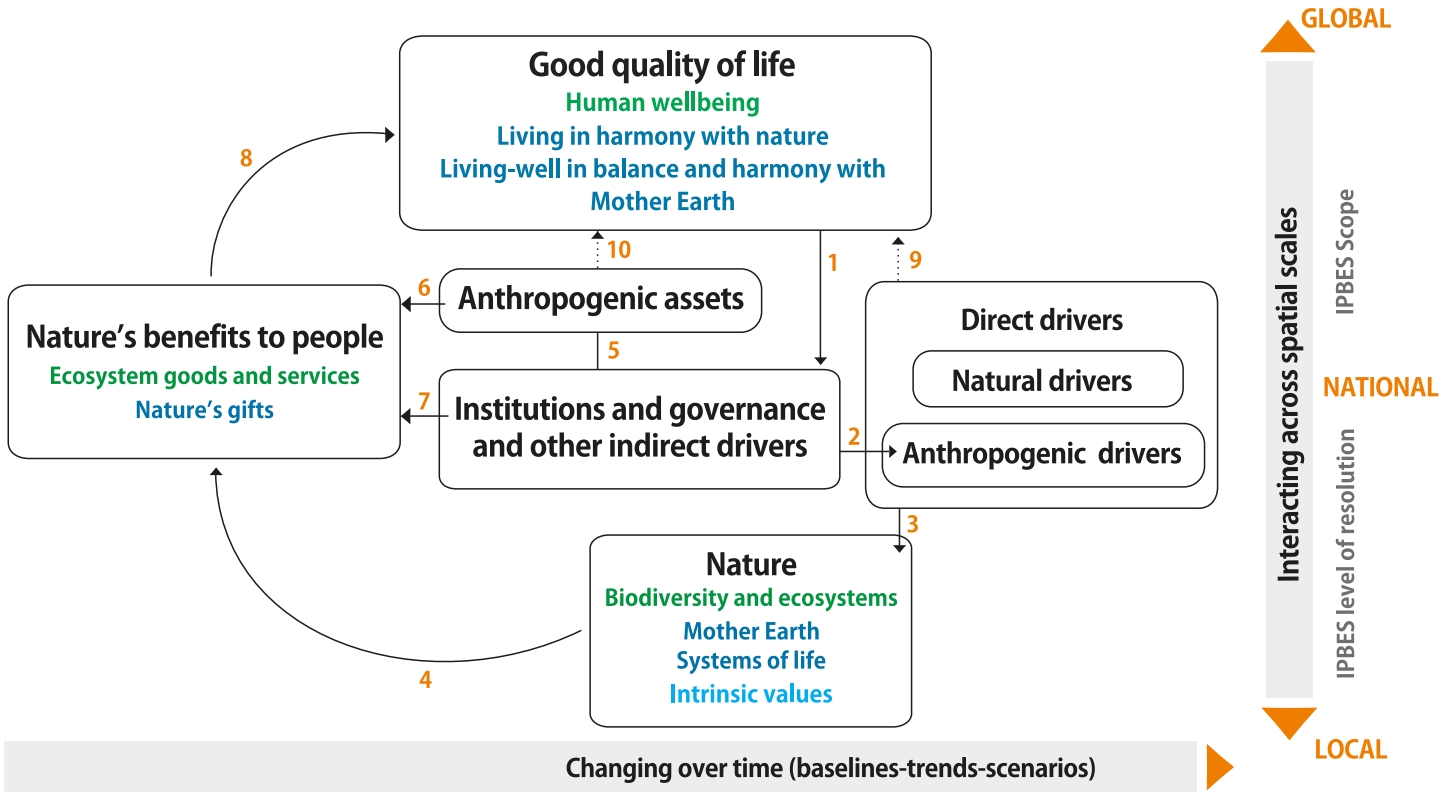 GLOBAL
Good quality of life
Human wellbeing
Living in harmony with nature
Living-well in balance and harmony with
Mother Earth
8
10
1
9
6
Anthropogenic assets
Nature's benefits to people
Ecosystem goods and services
Nature's gifts
5
7
Institutions and governance
and other indirect drivers
2
Direct drivers
Natural drivers
Anthropogenic drivers
3
Nature
Biodiversity and ecosystems
Mother Earth
Systems of life
Intrinsic values
4
Interacting across spatial scales
IPBES Scope
NATIONAL
IPBES level of resolution
LOCAL
Changing over time (baselines-trends-scenarios)